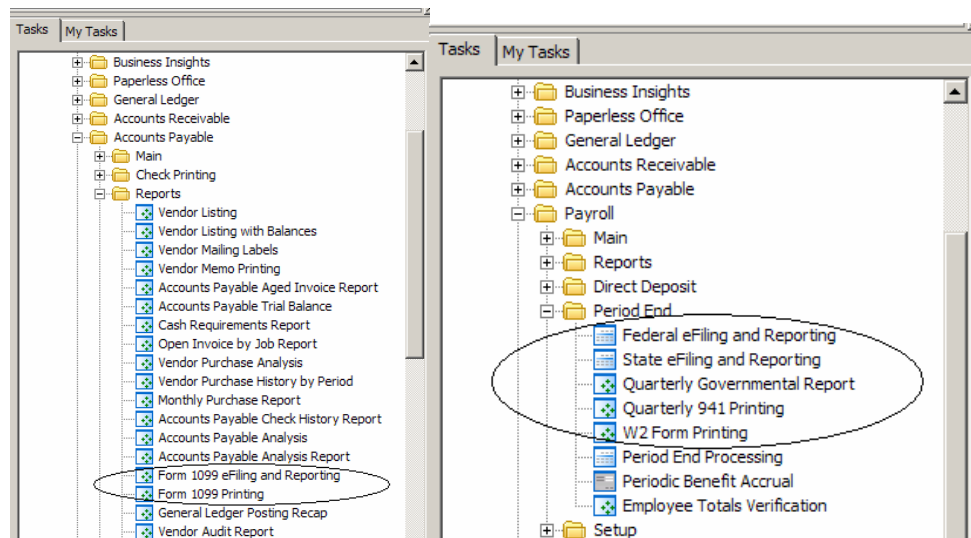 Tasks
My Tasks
Business Insights
Paperless Office
General Ledger
Accounts Receivable
Accounts Payable
Main
Check Printing
Reports
Vendor Listing
Vendor Listing with Balances
Vendor Mailing Labels
Vendor Memo Printing
Accounts Payable Aged Invoice Report
Accounts Payable Trial Balance
Cash Requirements Report
Open Invoice by Job Report
Vendor Purchase Analysis
Vendor Purchase History by Period
Monthly Purchase Report
Accounts Payable Check History Report
Accounts Payable Analysis
Accounts Payable Analysis Report
Form 1099 eFiling and Reporting
Form 1099 Printing
General Ledger Posting Recap
Vendor Audit Report
Tasks
My Tasks
Business Insights
Paperless Office
General Ledger
Accounts Receivable
Accounts Payable
Payroll
Main
Reports
Direct Deposit
Period End
Federal eFiling and Reporting
State eFiling and Reporting
Quarterly Governmental Report
Quarterly 941 Printing
W2 Form Printing
Period End Processing
Periodic Benefit Accrual
Employee Totals Verification
Setup